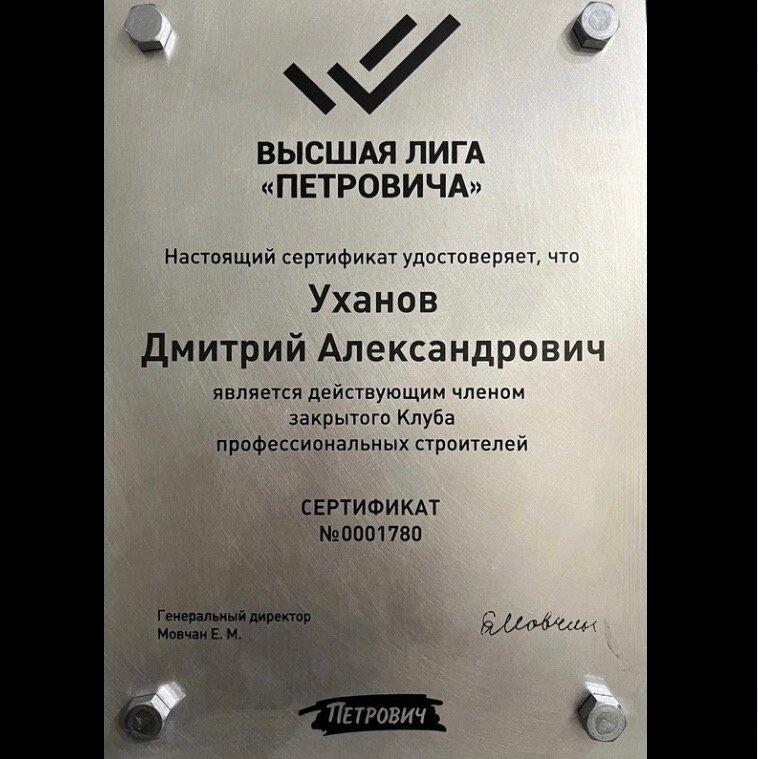 ВЫСШАЯ ЛИГА
«ПЕТРОВИЧА»
Настоящий сертификат удостоверяет, что
Уханов
Дмитрий Александрович
является действующим членом
закрытого Клуба
профессиональных строителей
СЕРТИФИКАТ
№0001780
Генеральный директор
Мовчан Е. М.
ЕМовчан
ПЕТРОВИЧ